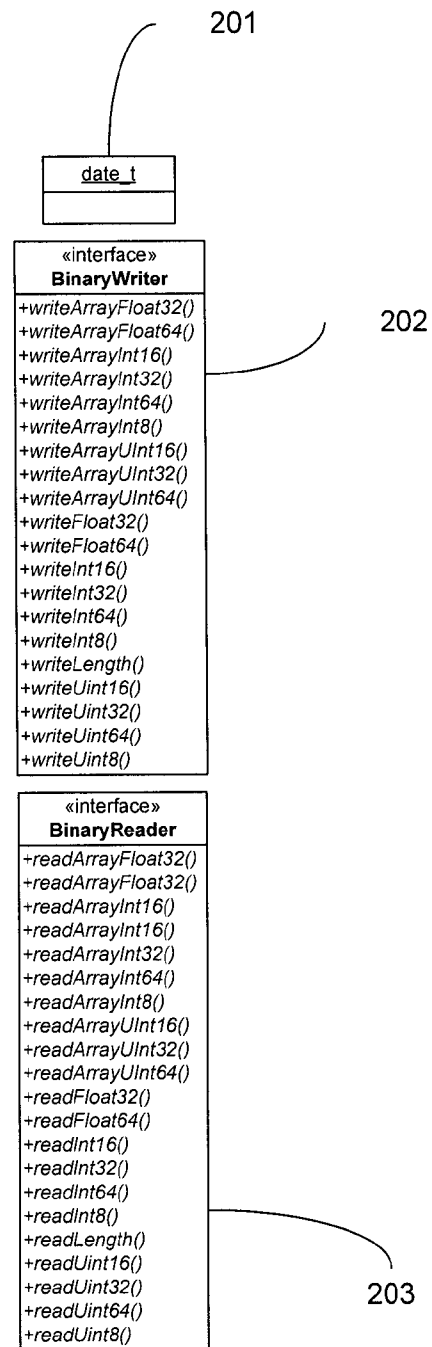 201
date_t
«interface»
BinaryWriter
+writeArrayFloat32()
+writeArrayFloat64()
+writeArrayInt16()
+writeArrayInt32()
+writeArrayInt64()
+writeArrayInt8()
+writeArrayUInt16()
+writeArrayUInt32()
+writeArrayUInt64()
+writeFloat32()
+writeFloat64()
+writeInt16()
+writeInt32()
+writeInt64()
+writeInt8()
+writeLength()
+writeUint16()
+writeUint32()
+writeUint64()
+writeUint8()
202
«interface»
BinaryReader
+readArrayFloat32()
+readArrayFloat32()
+readArrayInt16()
+readArrayInt16()
+readArrayInt32()
+readArrayInt64()
+readArrayInt8()
+readArrayUInt16()
+readArrayUInt32()
+readArrayUInt64()
+readFloat32()
+readFloat64()
+readInt16()
+readInt32()
+readInt64()
+readInt8()
+readLength()
+readUint16()
+readUint32()
+readUint64()
+readUint8()
203